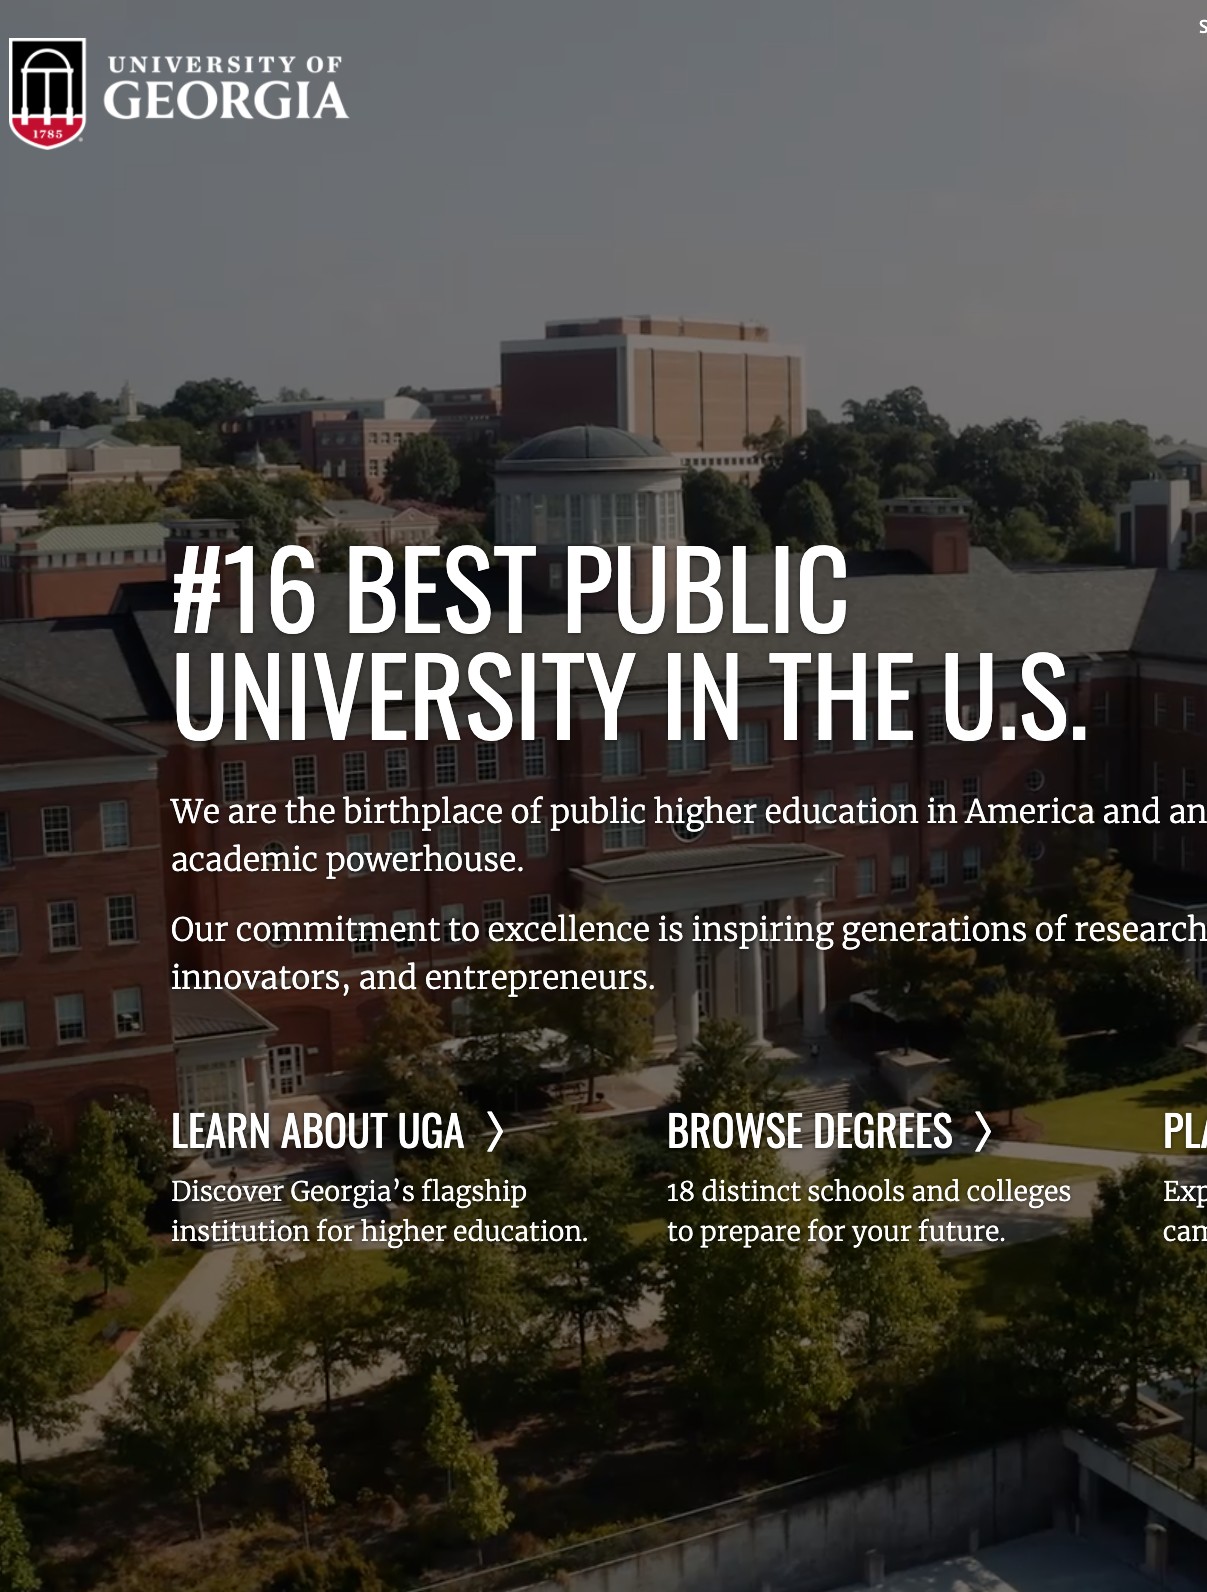 S
UNIVERSITY OF
GEORGIA
1785
#16 BEST PUBLIC
UNIVERSITY IN THE U.S.
We are the birthplace of public higher education in America and an
academic powerhouse.
Our commitment to excellence is inspiring generations of research
innovators, and entrepreneurs.
LEARN ABOUT UGA 〉
Discover Georgia’s flagship
institution for higher education.
BROWSE DEGREES 〉
18 distinct schools and colleges
to prepare for your future.
PLA
Exp
cam